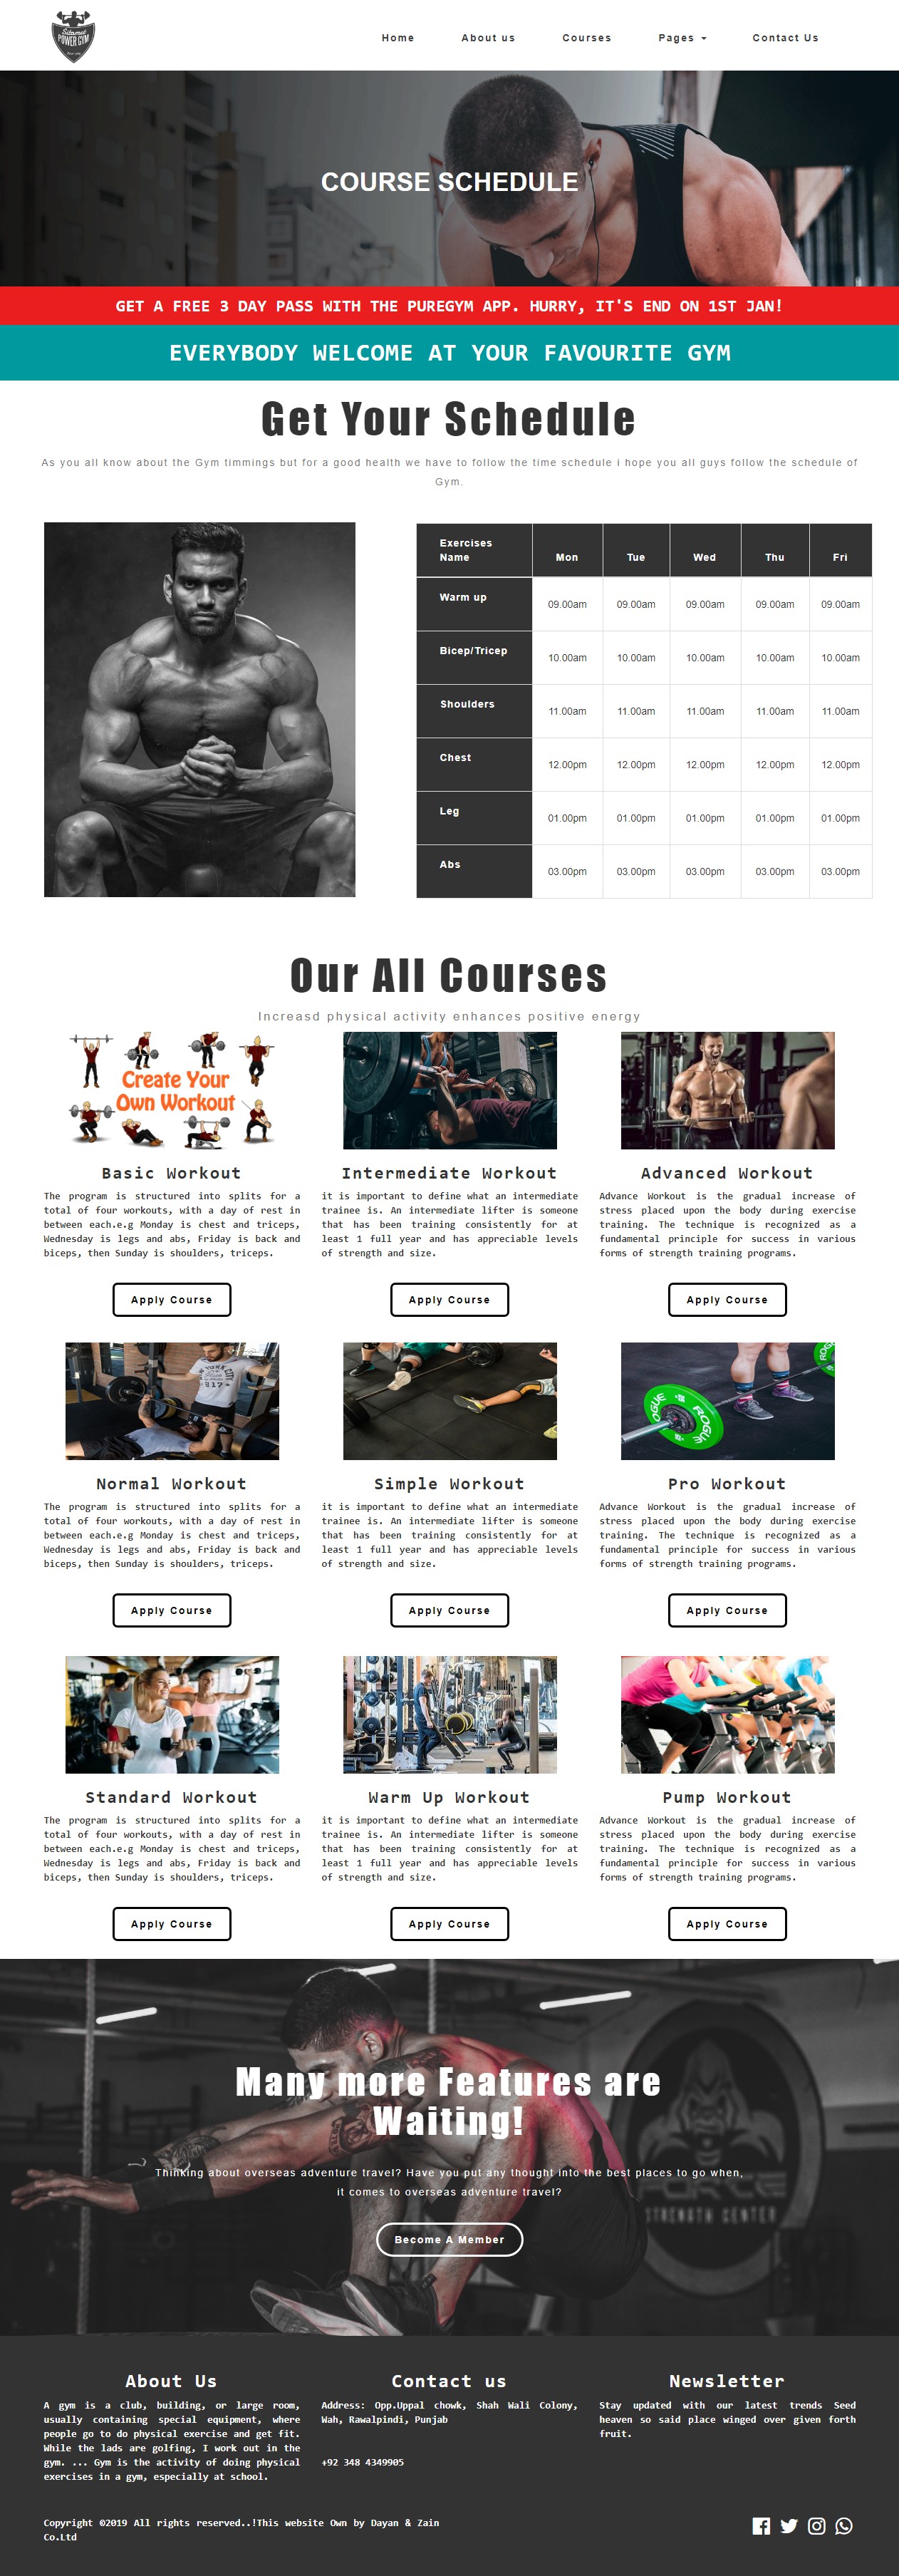 Sitamet
POWER GYM
Home About us Courses Pages Contact Us
COURSE SCHEDULE
GET A FREE 3 DAY PASS WITH THE PUREGYM APP. HURRY, IT'S END ON 1ST JAN!
EVERYBODY WELCOME AT YOUR FAVOURITE GYM
Get Your Schedule
As you all know about the Gym timmings but for a good health we have to follow the time schedule i hope you all guys follow the schedule of
Gym.
Exercises
Name Mon Tue Wed Thu Fri
Warm up 09.00am 09.00am 09.00am 09.00am 09.00am
Bicep/Tricep 10.00am 10.00am 10.00am 10.00am 10.00am
Shoulders 11.00am 11.00am 11.00am 11.00am 11.00am
Chest 12.00pm 12.00pm 12.00pm 12.00pm 12.00pm
Leg 01.00pm 01.00pm 01.00pm 01.00pm 01.00pm
Abs 03.00pm 03.00pm 03.00pm 03.00pm 03.00pm
Our All Courses
Increasd physical activity enhances positive energy
Create Your
Own Workout
Basic Workout
The program is structured into splits for a
total of four workouts, with a day of rest in
between each.e.g Monday is chest and triceps,
Wednesday is legs and abs, Friday is back and
biceps, then Sunday is shoulders, triceps.
Apply Course
Intermediate Workout
it is important to define what an intermediate
trainee is. An intermediate lifter is someone
that has been training consistently for at
least 1 full year and has appreciable levels
of strength and size.
Apply Course
Advanced Workout
Advance Workout is the gradual increase of
stress placed upon the body during exercise
training. The technique is recognized as a
fundamental principle for success in various
forms of strength training programs.
Apply Course
YORK CITY
317
Normal Workout
The program is structured into splits for a
total of four workouts, with a day of rest in
between each.e.g Monday is chest and triceps,
Wednesday is legs and abs, Friday is back and
biceps, then Sunday is shoulders, triceps.
Apply Course
Simple Workout
it is important to define what an intermediate
trainee is. An intermediate lifter is someone
that has been training consistently for at
least 1 full year and has appreciable levels
of strength and size.
Apply Course
ROGUE
Pro Workout
Advance Workout is the gradual increase of
stress placed upon the body during exercise
training. The technique is recognized as a
fundamental principle for success in various
forms of strength training programs.
Apply Course
Standard Workout
The program is structured into splits for a
total of four workouts, with a day of rest in
between each.e.g Monday is chest and triceps,
Wednesday is legs and abs, Friday is back and
biceps, then Sunday is shoulders, triceps.
Apply Course
Warm Up Workout
it is important to define what an intermediate
trainee is. An intermediate lifter is someone
that has been training consistently for at
least 1 full year and has appreciable levels
of strength and size.
Apply Course
Pump Workout
Advance Workout is the gradual increase of
stress placed upon the body during exercise
training. The technique is recognized as a
fundamental principle for success in various
forms of strength training programs.
Apply Course
Many more Features are
Waiting!
Thinking about overseas adventure travel? Have you put any thought into the best places to go when,
it comes to overseas adventure travel?
Become A Member
FORCE
STRENGTH CENTER
About Us
A gym is a club, building, or large room,
usually containing special equipment, where
people go to do physical exercise and get fit.
While the lads are golfing, I work out in the
gym. ... Gym is the activity of doing physical
exercises in a gym, especially at school.
Contact us
Address: Opp.Uppal chowk, Shah Wali Colony,
Wah, Rawalpindi, Punjab
+92 348 4349905
Newsletter
Stay updated with our latest trends Seed
heaven so said place winged over given forth
fruit.
Copyright ©2019 All rights reserved..!This website Own by Dayan & Zain
Co.Ltd